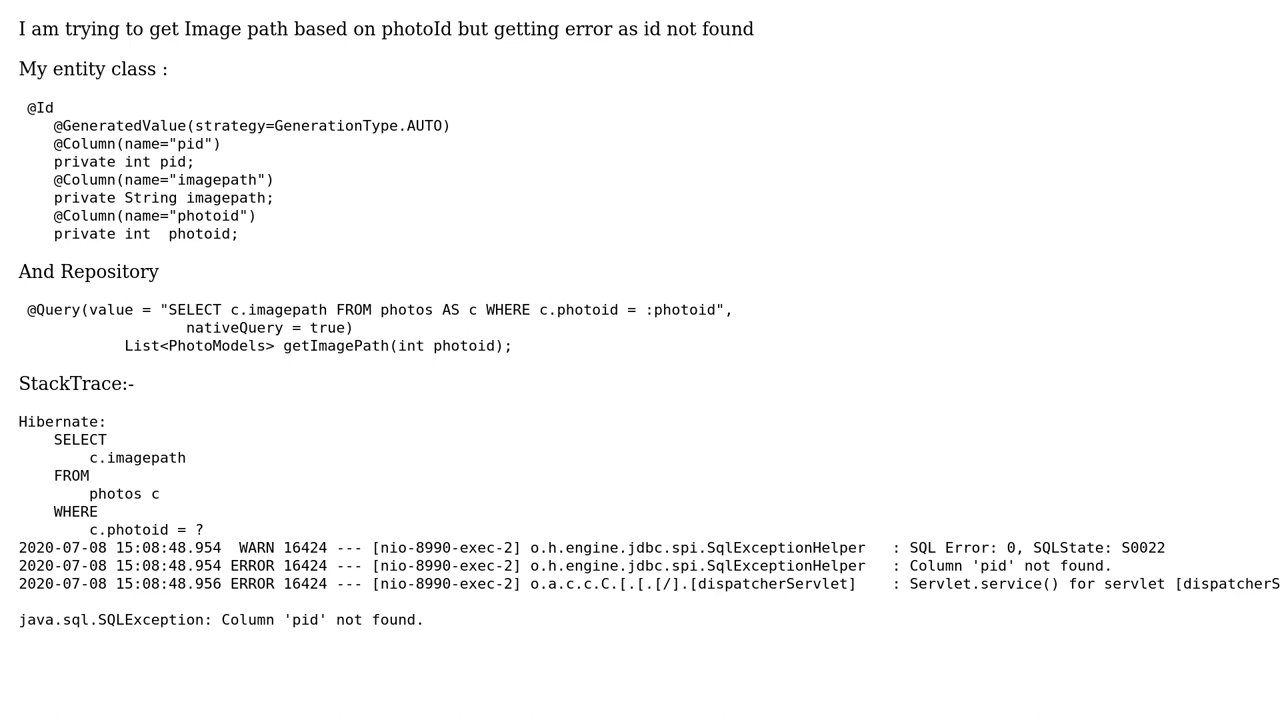 I am trying to get Image path based on photoId but getting error as id not found
My entity class :
@Id
@GeneratedValue(strategy=GenerationType.AUTO)
@Column(name="pid")
private int pid;
@Column(name="imagepath")
private String imagepath;
@Column(name="photoid")
private int  photoid;
And Repository
@Query(value = "SELECT c.imagepath FROM photos AS c WHERE c.photoid = :photoid",
nativeQuery = true)
List<PhotoModels> getImagePath(int photoid);
StackTrace:-
Hibernate:
SELECT
c.imagepath
FROM
photos c
WHERE
c.photoid = ?
2020-07-08 15:08:48.954  WARN 16424 --- [nio-8990-exec-2] o.h.engine.jdbc.spi.SqlExceptionHelper   : SQL Error: 0, SQLState: S0022
2020-07-08 15:08:48.954 ERROR 16424 --- [nio-8990-exec-2] o.h.engine.jdbc.spi.SqlExceptionHelper   : Column 'pid' not found.
2020-07-08 15:08:48.956 ERROR 16424 --- [nio-8990-exec-2] o.a.c.c.C.[.[.[/].[dispatcherServlet]    : Servlet.service() for servlet [dispatcherS
java.sql.SQLException: Column 'pid' not found.